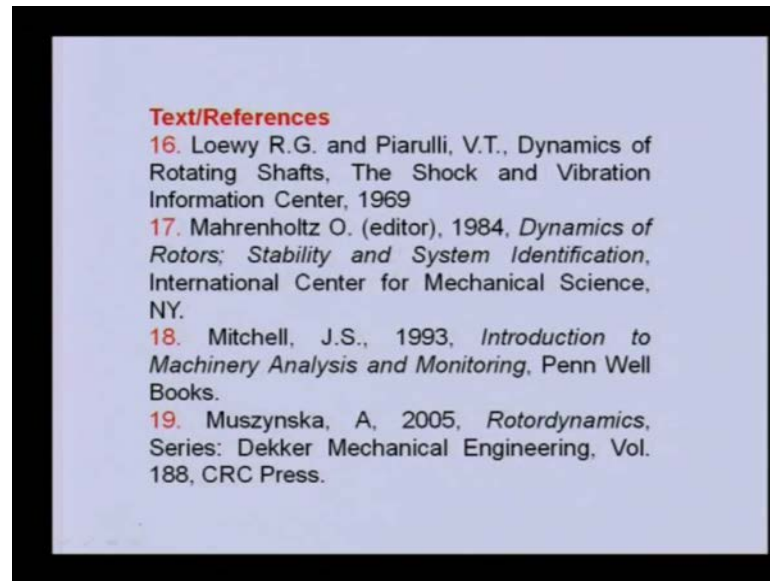 Text/References
16. Loewy R.G. and Piarulli, V.T., Dynamics of
Rotating Shafts, The Shock and Vibration
Information Center, 1969
17. Mahrenholtz O. (editor), 1984, Dynamics of
Rotors; Stability and System Identification,
International Center for Mechanical Science,
NY.
18. Mitchell, J.S., 1993, Introduction to
Machinery Analysis and Monitoring, Penn Well
Books.
19. Muszynska, A, 2005, Rotordynamics,
Series: Dekker Mechanical Engineering, Vol.
188, CRC Press.